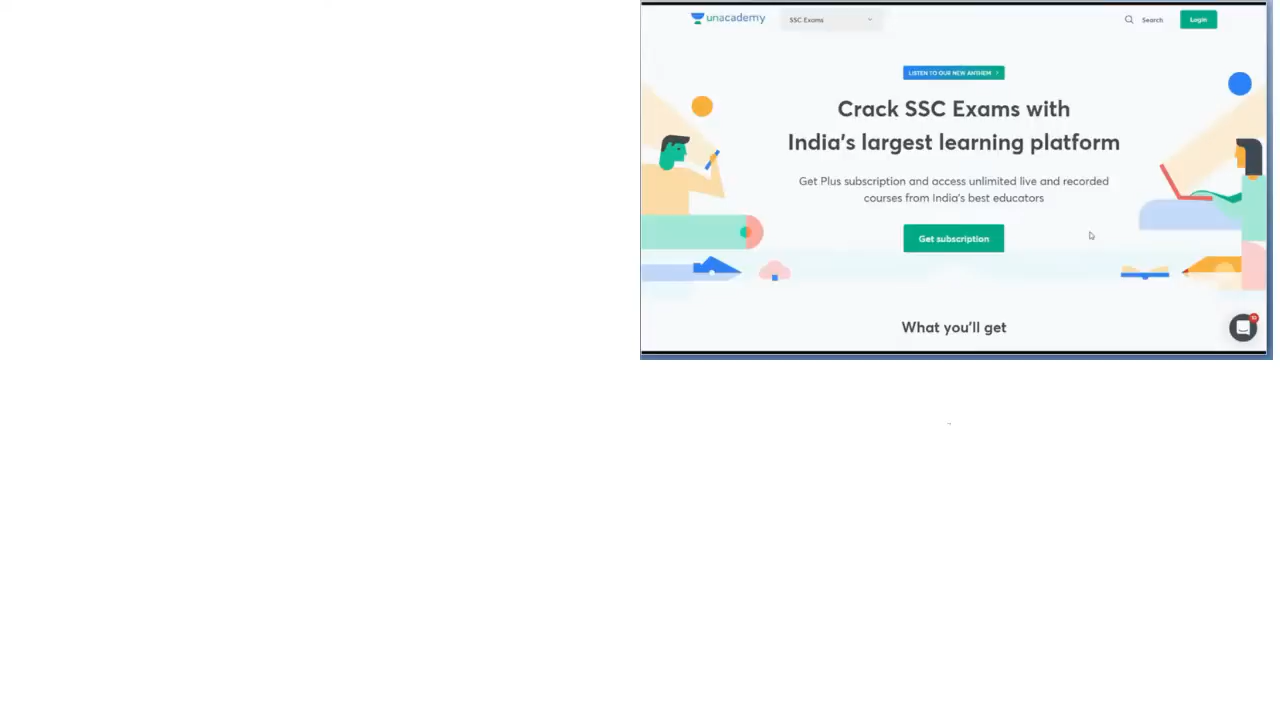 unacademy SSC Exams Search Login
LISTEN TO OUR NEW ANTHEM >
Crack SSC Exams with
India's largest learning platform
Get Plus subscription and access unlimited live and recorded
courses from India's best educators
Get subscription
What you'll get